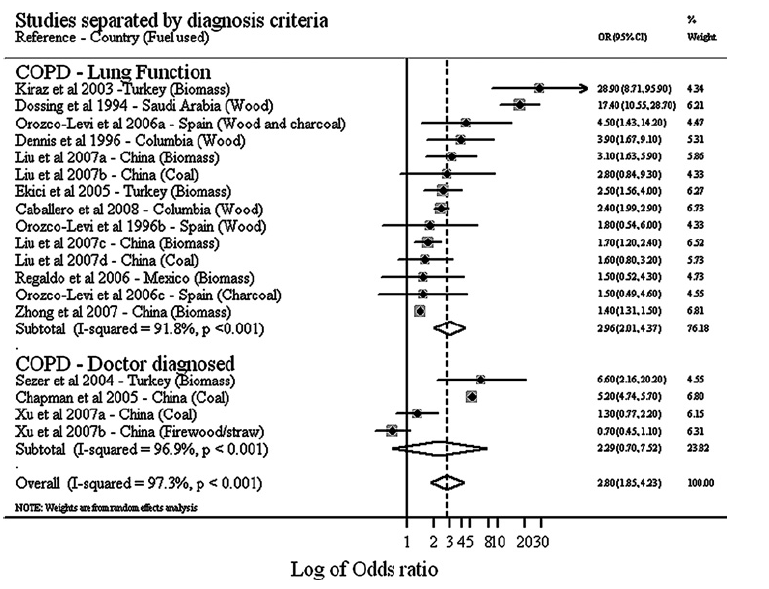 Studies separated by diagnosis criteria
%
Reference - Country (Fuel used) OR (95% CI) Weight
COPD - Lung Function
Kiraz et al 2003 -Turkey (Biomass) 28.90 (8.71, 95.90) 4.34
Dossing et al 1994 - Saudi Arabia (Wood) 17.40 (10.55, 28.70) 6.21
Orozco-Levi et al 2006a - Spain (Wood and charcoal) 4.50 (1.43, 14.20) 4.47
Dennis et al 1996 - Columbia (Wood) 3.90 (1.67, 9.10) 5.31
Liu et al 2007a - China (Biomass) 3.10 (1.63, 5.90) 5.86
Liu et al 2007b - China (Coal) 2.80 (0.84, 9.30) 4.33
Ekici et al 2005 - Turkey (Biomass) 2.50 (1.56, 4.00) 6.27
Caballero et al 2008 - Columbia (Wood) 2.40 (1.99, 2.90) 6.73
Orozco-Levi et al 1996b - Spain (Wood) 1.80 (0.54, 6.00) 4.33
Liu et al 2007c - China (Biomass) 1.70 (1.20, 2.40) 6.52
Liu et al 2007d - China (Coal) 1.60 (0.80, 3.20) 5.73
Regaldo et al 2006 - Mexico (Biomass) 1.50 (0.52, 4.30) 4.73
Orozco-Levi et al 2006c - Spain (Charcoal) 1.50 (0.49, 4.60) 4.55
Zhong et al 2007 - China (Biomass) 1.40 (1.31, 1.50) 6.81
Subtotal (I-squared = 91.8%, p <0.001) 2.96 (2.01, 4.37) 76.18
.
COPD - Doctor diagnosed
Sezer et al 2004 - Turkey (Biomass) 6.60 (2.16, 20.20) 4.55
Chapman et al 2005 - China (Coal) 5.20 (4.74, 5.70) 6.80
Xu et al 2007a - China (Coal) 1.30 (0.77, 2.20) 6.15
Xu et al 2007b - China (Firewood/straw) 0.70 (0.45, 1.10) 6.31
Subtotal (I-squared = 96.9%, p < 0.001) 2.29 (0.70, 7.52) 23.82
.
Overall (I-squared = 97.3%, p < 0.001) 2.80 (1.85, 4.23) 100.00
NOTE: Weights are from random effects analysis
1 2 3 4 5 8 10 20 30
Log of Odds ratio